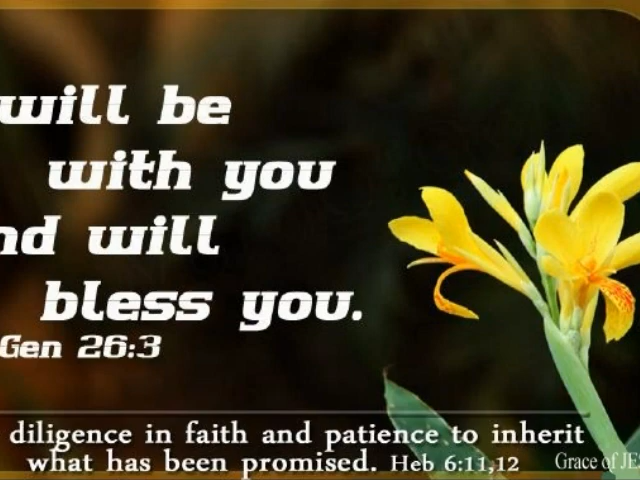 will be
with you
nd will
bless you.
Gen 26:3
diligence in faith and patience to inherit
what has been promised. Heb 6:11,12
Grace of JES